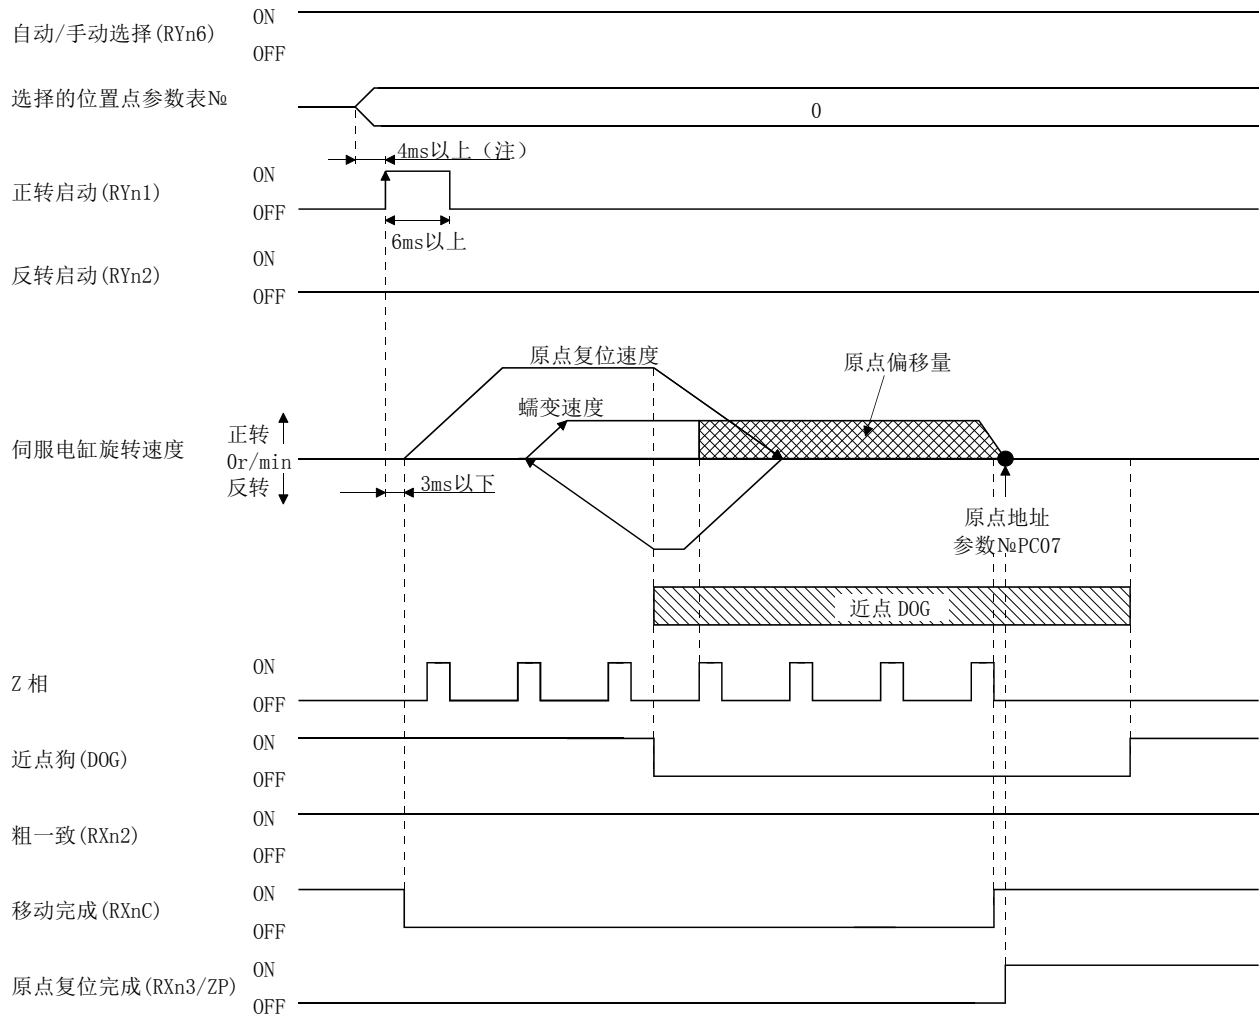 自动/手动选择(RYn6)
ON
OFF
选择的位置点参数表№
0
4ms以上（注）
正转启动(RYn1)
ON
OFF
6ms以上
反转启动(RYn2)
ON
OFF
原点复位速度
原点偏移量
蠕变速度
伺服电缸旋转速度
正转
0r/min
反转
3ms以下
原点地址
参数№PC07
近点 DOG
Z 相
ON
OFF
近点狗(DOG)
ON
OFF
粗一致(RXn2)
ON
OFF
移动完成(RXnC)
ON
OFF
原点复位完成(RXn3/ZP)
ON
OFF